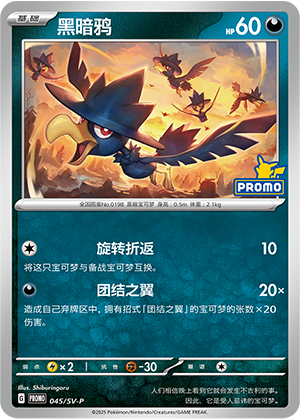 基础
黑暗鸦
HP60
PROMO
全国图鉴No.0198 黑暗宝可梦 身高：0.5m 体重：2.1kg
旋转折返 10
将这只宝可梦与备战宝可梦互换。
团结之翼 20×
造成自己弃牌区中，拥有招式「团结之翼」的宝可梦的张数×20
伤害。
弱点 ×2 抵抗力 -30 撤退
Illus. Shiburingaru
G PROMO 045/SV-P
人们相信晚上看到它就会发生不吉利的事。
因此，它是受人忌讳的宝可梦。
©2025 Pokémon/Nintendo/Creatures/GAME FREAK.